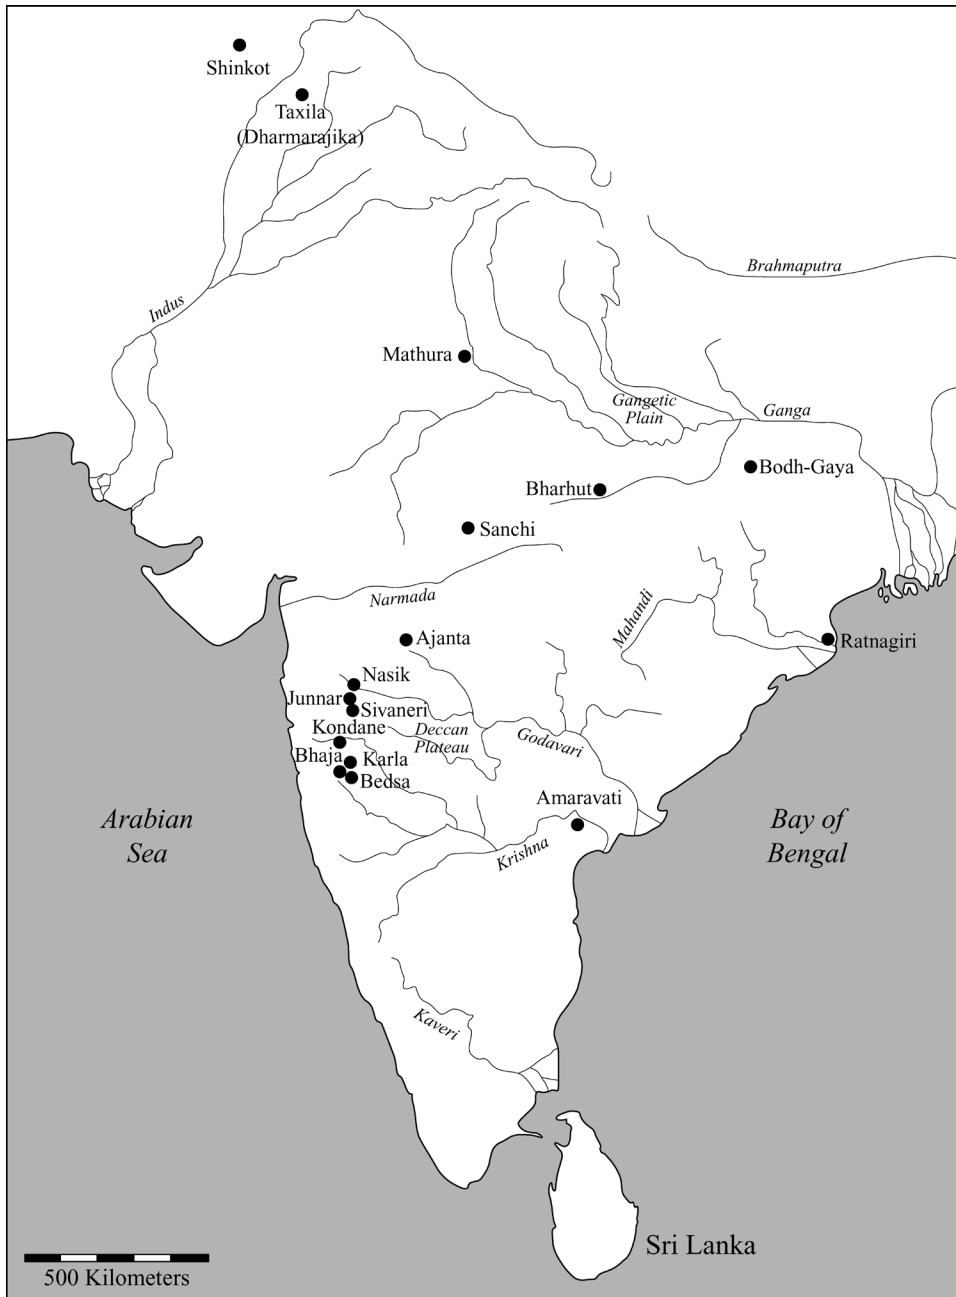 Shinkot
Taxila
(Dharmarajika)
Brahmaputra
Indus
Mathura
Gangetic
Plain
Ganga
Bodh-Gaya
Bharhut
Sanchi
Narmada
Mahandi
Ajanta
Ratnagiri
Nasik
Junnar
Sivaneri
Kondane
Deccan
Plateau
Godavari
Bhaja
Karla
Bedsa
Amaravati
Arabian
Sea
Bay of
Bengal
Krishna
Kaveri
Sri Lanka
500 Kilometers